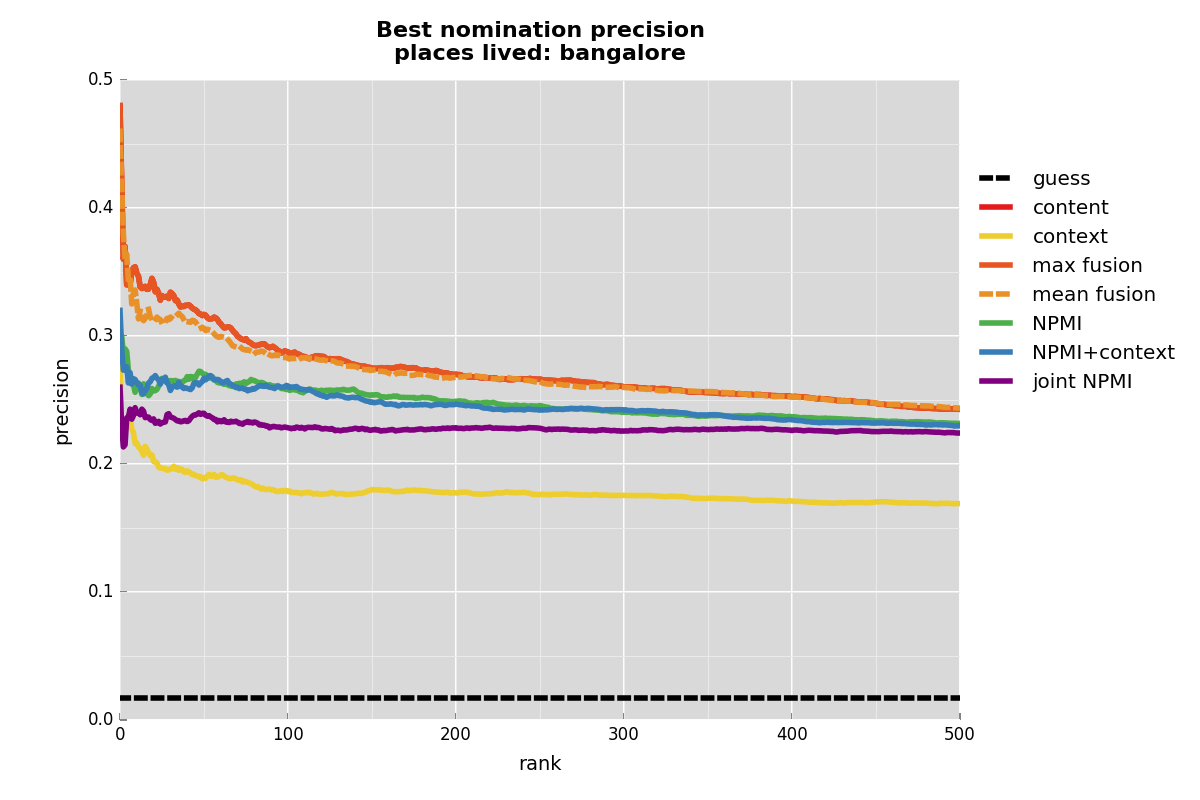 Best nomination precision
places lived: bangalore
0.5
0.4
0.3
0.2
0.1
0.0
precision
0 100 200 300 400 500
rank
guess
content
context
max fusion
mean fusion
NPMI
NPMI+context
joint NPMI